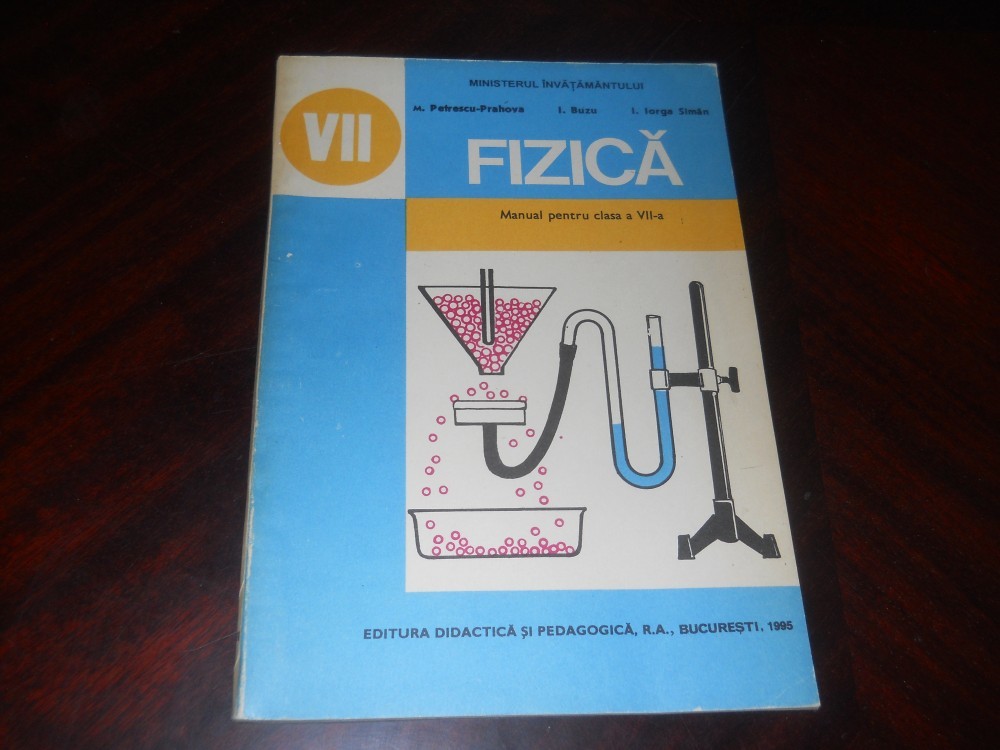 VII
MINISTERUL ÎNVĂȚĂMÂNTULUI
M. Petrescu-Prahova I. Buzu I. Iorga Simăn
FIZICĂ
Manual pentru clasa a VII-a
EDITURA DIDACTICĂ ȘI PEDAGOGICĂ, R.A., BUCUREȘTI. 1995